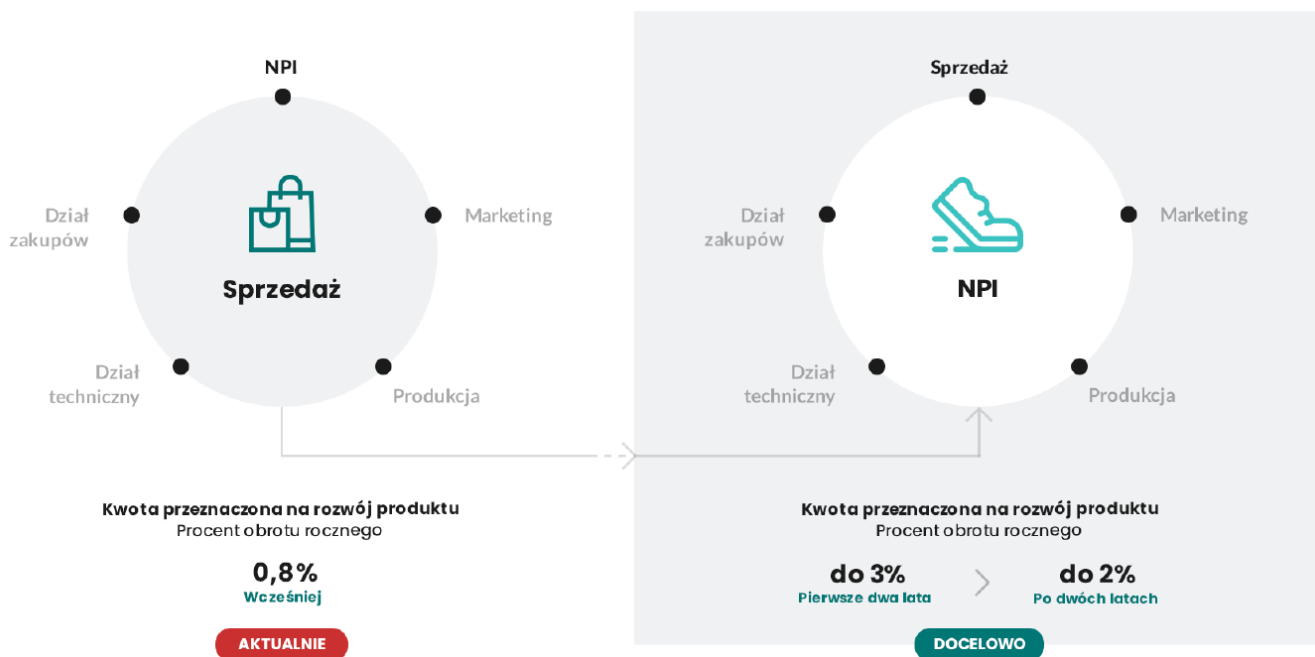 NPI
Dział
zakupów
Marketing
Sprzedaż
Dział
techniczny
Produkcja
Kwota przeznaczona na rozwój produktu
Procent obrotu rocznego
0,8%
Wcześniej
AKTUALNIE
Sprzedaż
Dział
zakupów
Marketing
NPI
Dział
techniczny
Produkcja
Kwota przeznaczona na rozwój produktu
Procent obrotu rocznego
do 3%
Pierwsze dwa lata
do 2%
Po dwóch latach
DOCELOWO